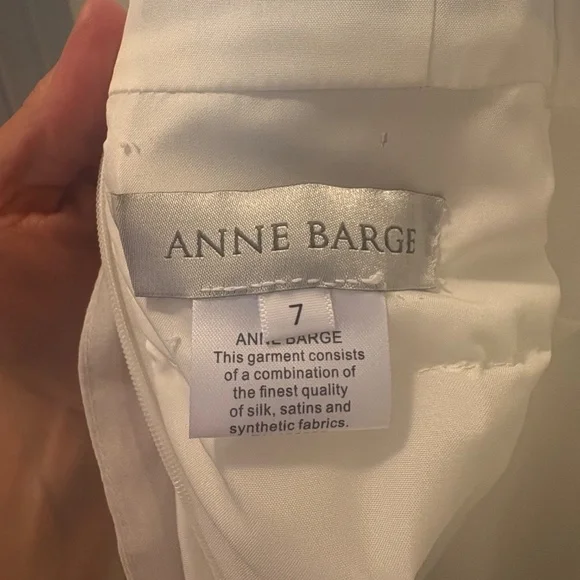 ANNE BARGE
7
ANNE BARGE
This garment consists
of a combination of
the finest quality
of silk, satins and
synthetic fabrics.